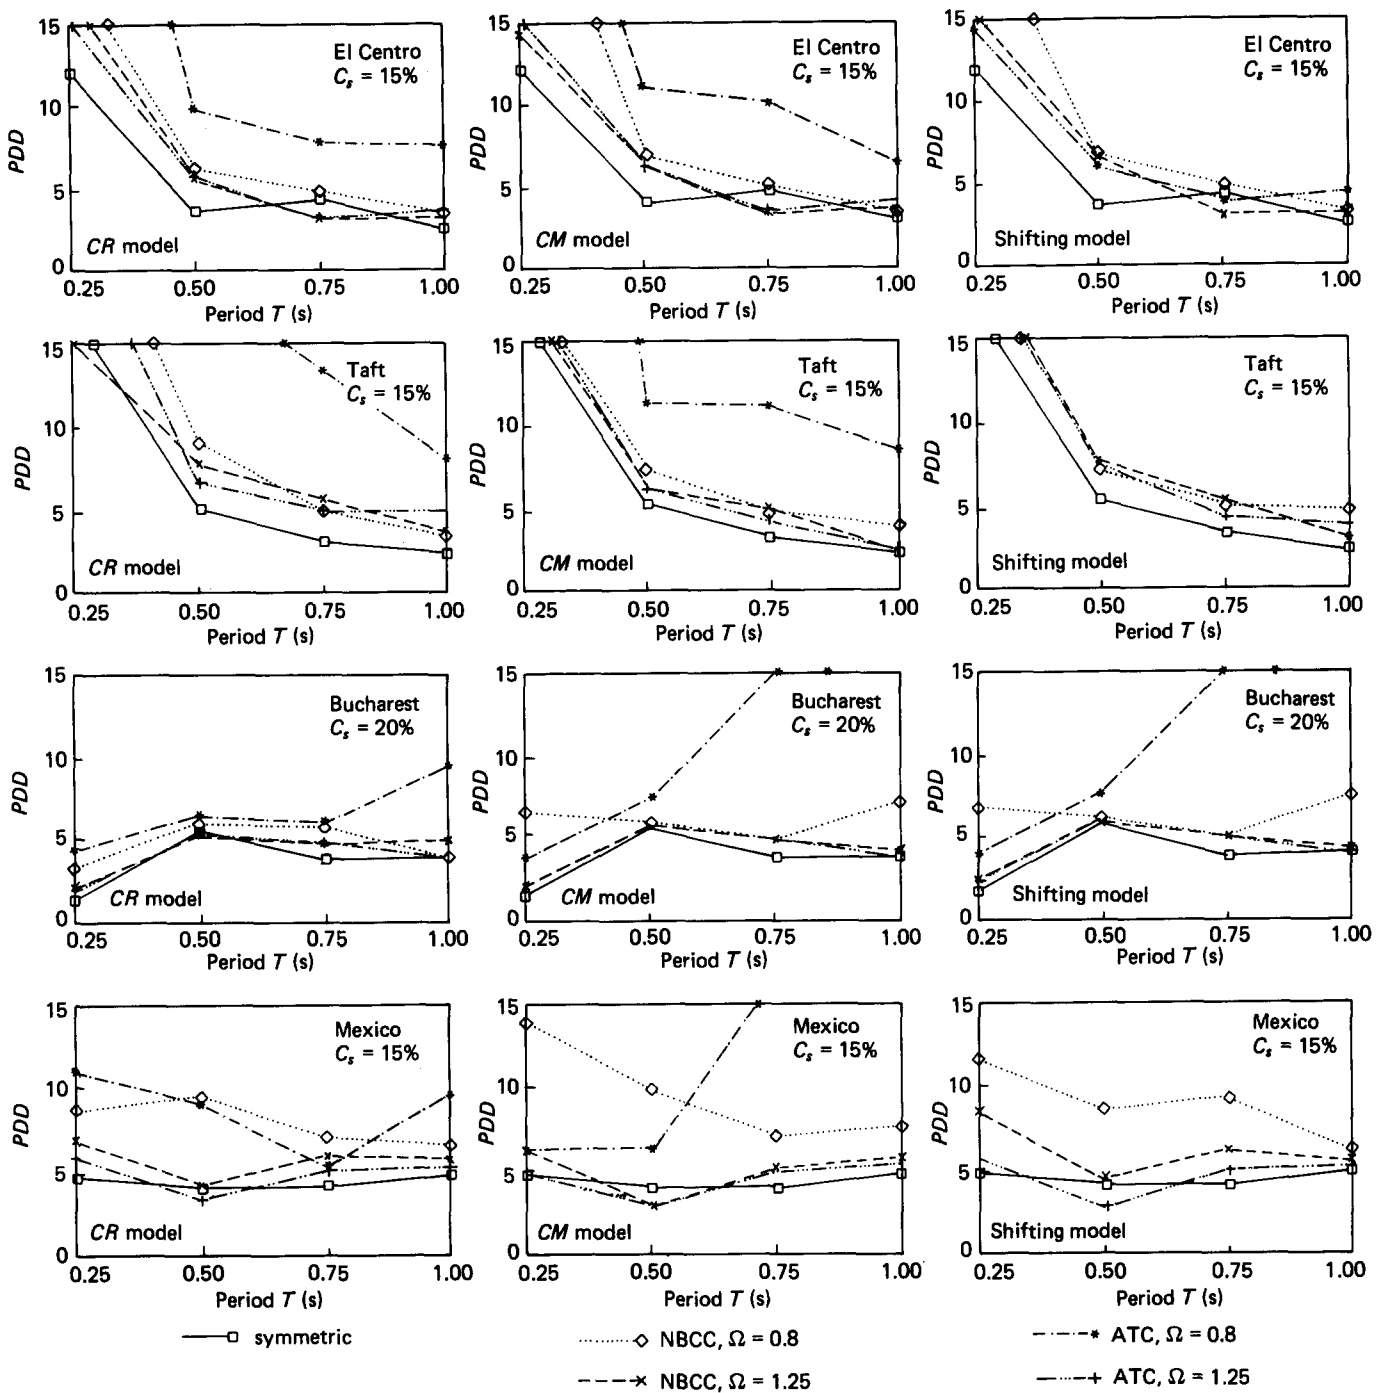 15
10
5
0
PDD
El Centro
Cₛ = 15%
CR model
0.25 0.50 0.75 1.00
Period T (s)
15
10
5
0
PDD
El Centro
Cₛ = 15%
CM model
0.25 0.50 0.75 1.00
Period T (s)
15
10
5
0
PDD
El Centro
Cₛ = 15%
Shifting model
0.25 0.50 0.75 1.00
Period T (s)
15
10
5
0
PDD
Taft
Cₛ = 15%
CR model
0.25 0.50 0.75 1.00
Period T (s)
15
10
5
0
PDD
Taft
Cₛ = 15%
CM model
0.25 0.50 0.75 1.00
Period T (s)
15
10
5
0
PDD
Taft
Cₛ = 15%
Shifting model
0.25 0.50 0.75 1.00
Period T (s)
15
10
5
0
PDD
Bucharest
Cₛ = 20%
CR model
0.25 0.50 0.75 1.00
Period T (s)
15
10
5
0
PDD
Bucharest
Cₛ = 20%
CM model
0.25 0.50 0.75 1.00
Period T (s)
15
10
5
0
PDD
Bucharest
Cₛ = 20%
Shifting model
0.25 0.50 0.75 1.00
Period T (s)
15
10
5
0
PDD
Mexico
Cₛ = 15%
CR model
0.25 0.50 0.75 1.00
Period T (s)
15
10
5
0
PDD
Mexico
Cₛ = 15%
CM model
0.25 0.50 0.75 1.00
Period T (s)
15
10
5
0
PDD
Mexico
Cₛ = 15%
Shifting model
0.25 0.50 0.75 1.00
Period T (s)
symmetric
NBCC, Ω = 0.8
NBCC, Ω = 1.25
ATC, Ω = 0.8
ATC, Ω = 1.25